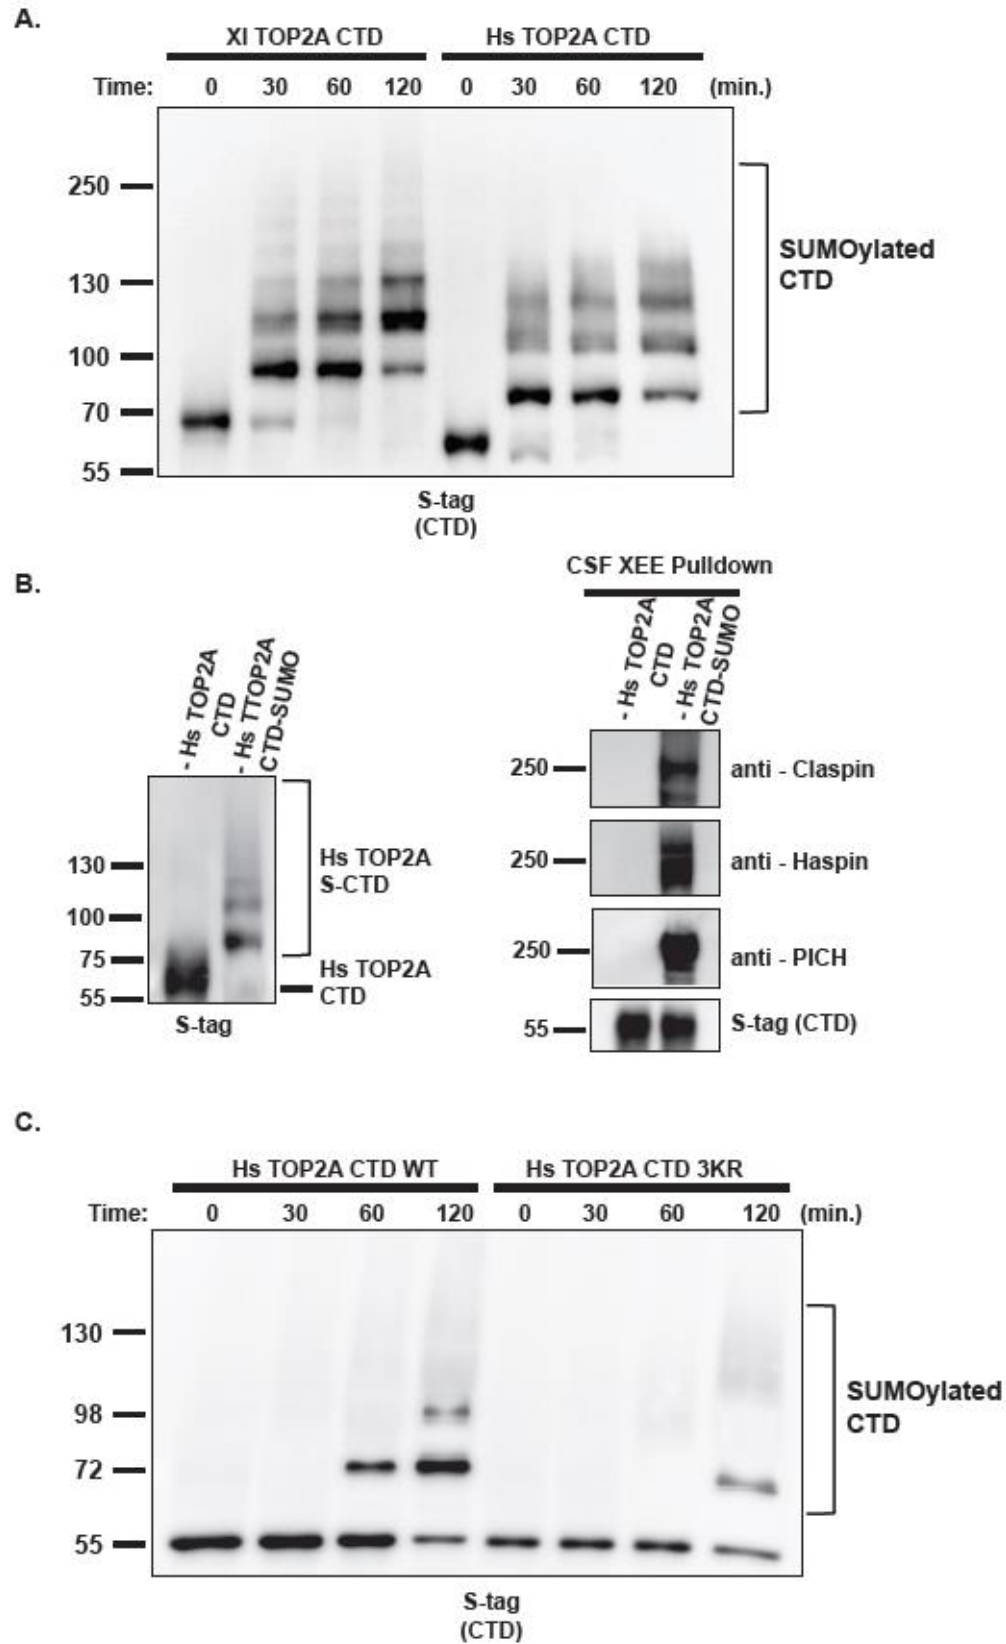 A.
Xl TOP2A CTD Hs TOP2A CTD
Time: 0 30 60 120 0 30 60 120 (min.)
250
130
100
70
55
SUMOylated
CTD
S-tag
(CTD)
B.
- Hs TOP2A
CTD
- Hs TTOP2A
CTD-SUMO
130
100
75
55
Hs TOP2A
S-CTD
Hs TOP2A
CTD
S-tag
CSF XEE Pulldown
- Hs TOP2A
CTD
- Hs TOP2A
CTD-SUMO
250 anti - Claspin
250 anti - Haspin
250 anti - PICH
55 S-tag (CTD)
C.
Hs TOP2A CTD WT Hs TOP2A CTD 3KR
Time: 0 30 60 120 0 30 60 120 (min.)
130
98
72
55
SUMOylated
CTD
S-tag
(CTD)